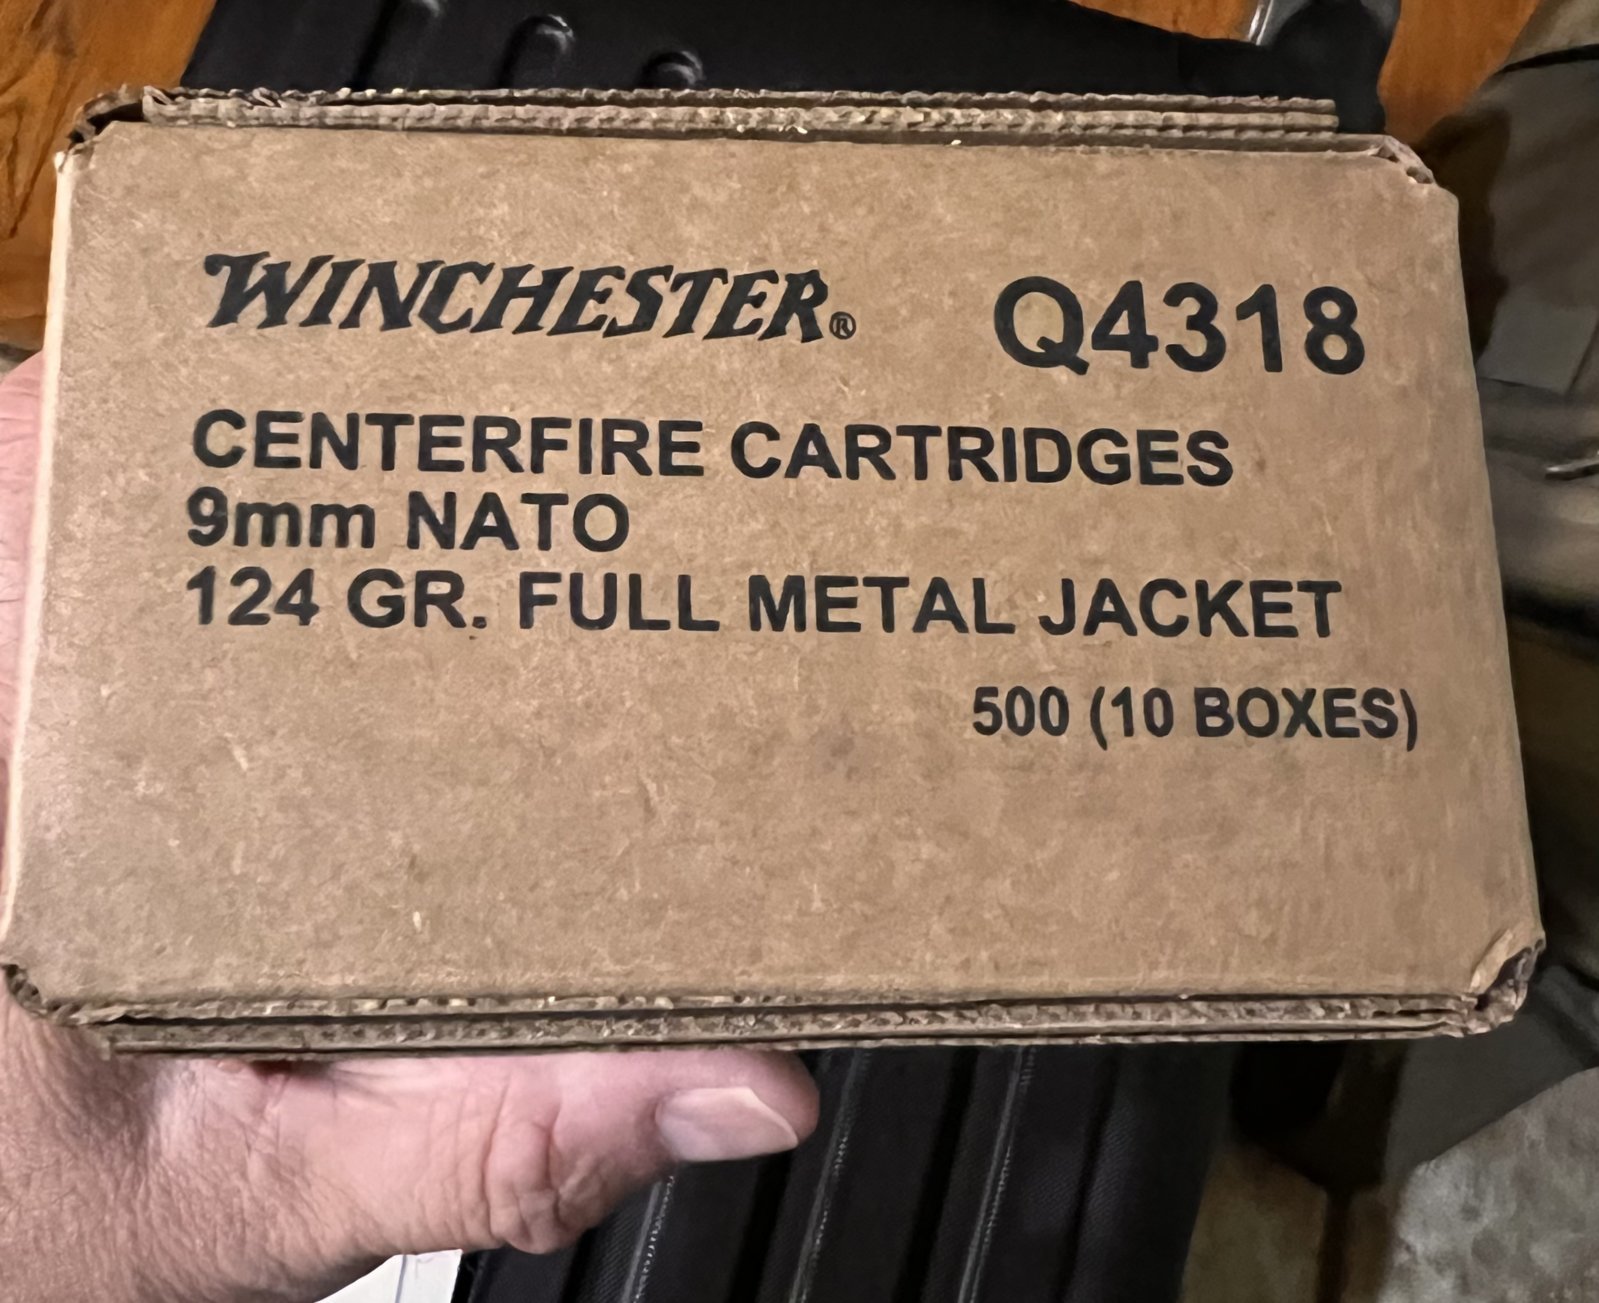 WINCHESTER® Q4318
CENTERFIRE CARTRIDGES
9mm NATO
124 GR. FULL METAL JACKET
500 (10 BOXES)